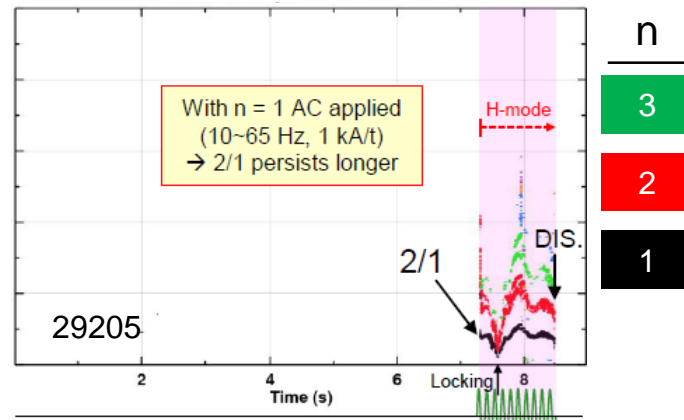 With n = 1 AC applied
(10~65 Hz, 1 kA/t)
→ 2/1 persists longer
H-mode
n
3
2
1
DIS.
2/1
29205
Locking
2
4
6
8
Time (s)